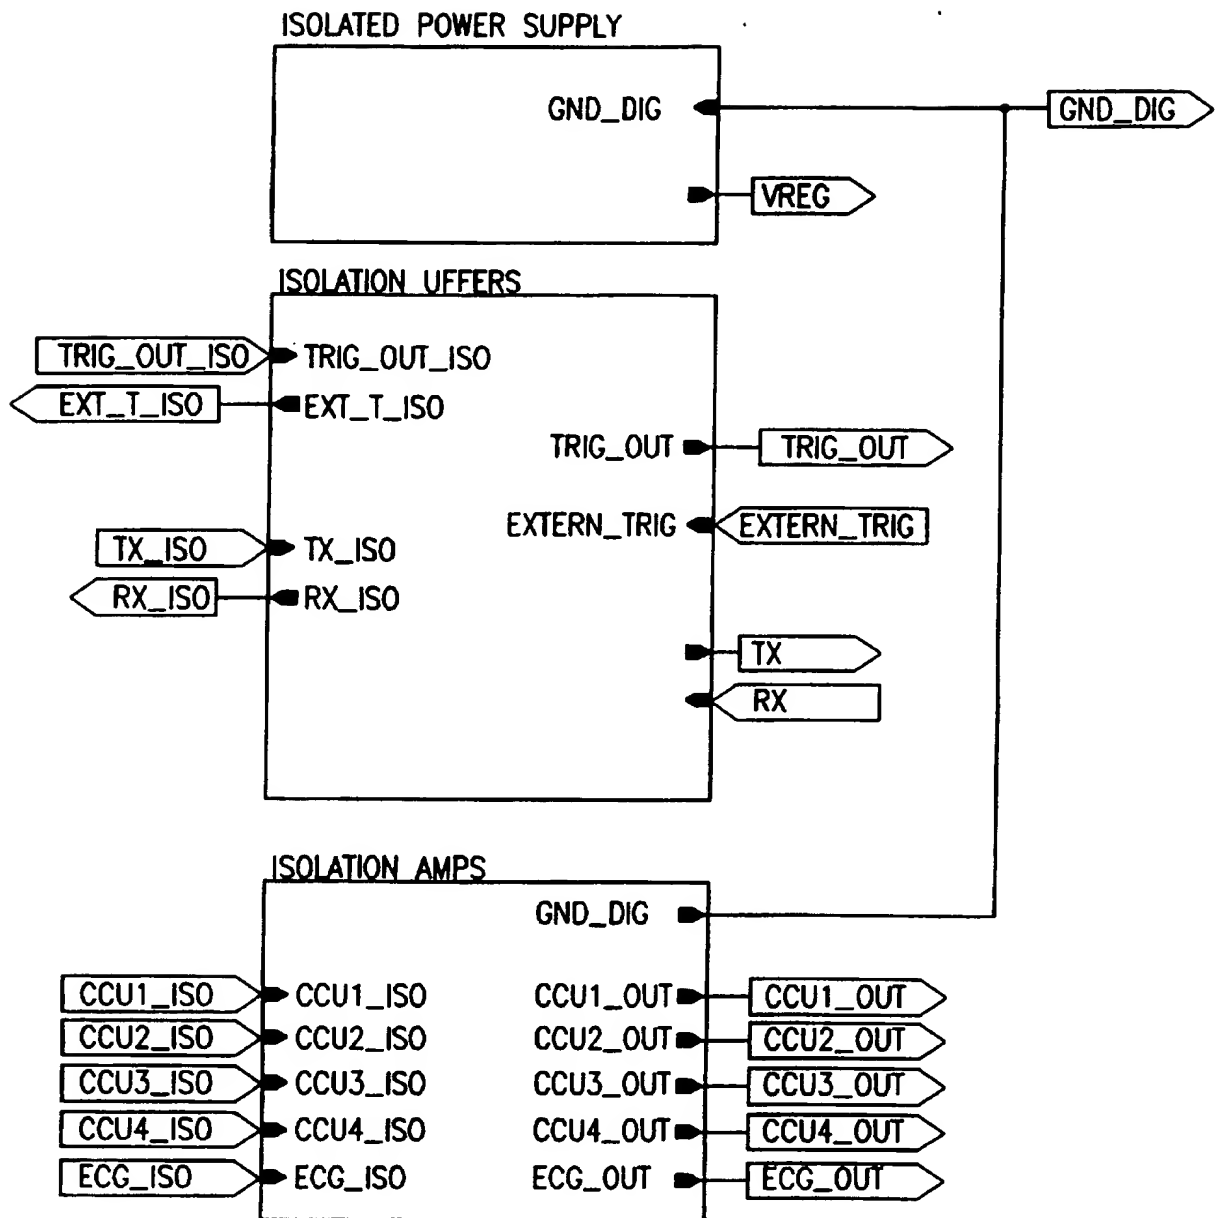 ISOLATED POWER SUPPLY
GND_DIG
GND_DIG
VREG
ISOLATION UFFERS
TRIG_OUT_ISO
TRIG_OUT_ISO
EXT_T_ISO
EXT_T_ISO
TRIG_OUT
TRIG_OUT
EXTERN_TRIG
EXTERN_TRIG
TX_ISO
TX_ISO
RX_ISO
RX_ISO
TX
RX
ISOLATION AMPS
GND_DIG
CCU1_ISO
CCU1_ISO
CCU1_OUT
CCU1_OUT
CCU2_ISO
CCU2_ISO
CCU2_OUT
CCU2_OUT
CCU3_ISO
CCU3_ISO
CCU3_OUT
CCU3_OUT
CCU4_ISO
CCU4_ISO
CCU4_OUT
CCU4_OUT
ECG_ISO
ECG_ISO
ECG_OUT
ECG_OUT